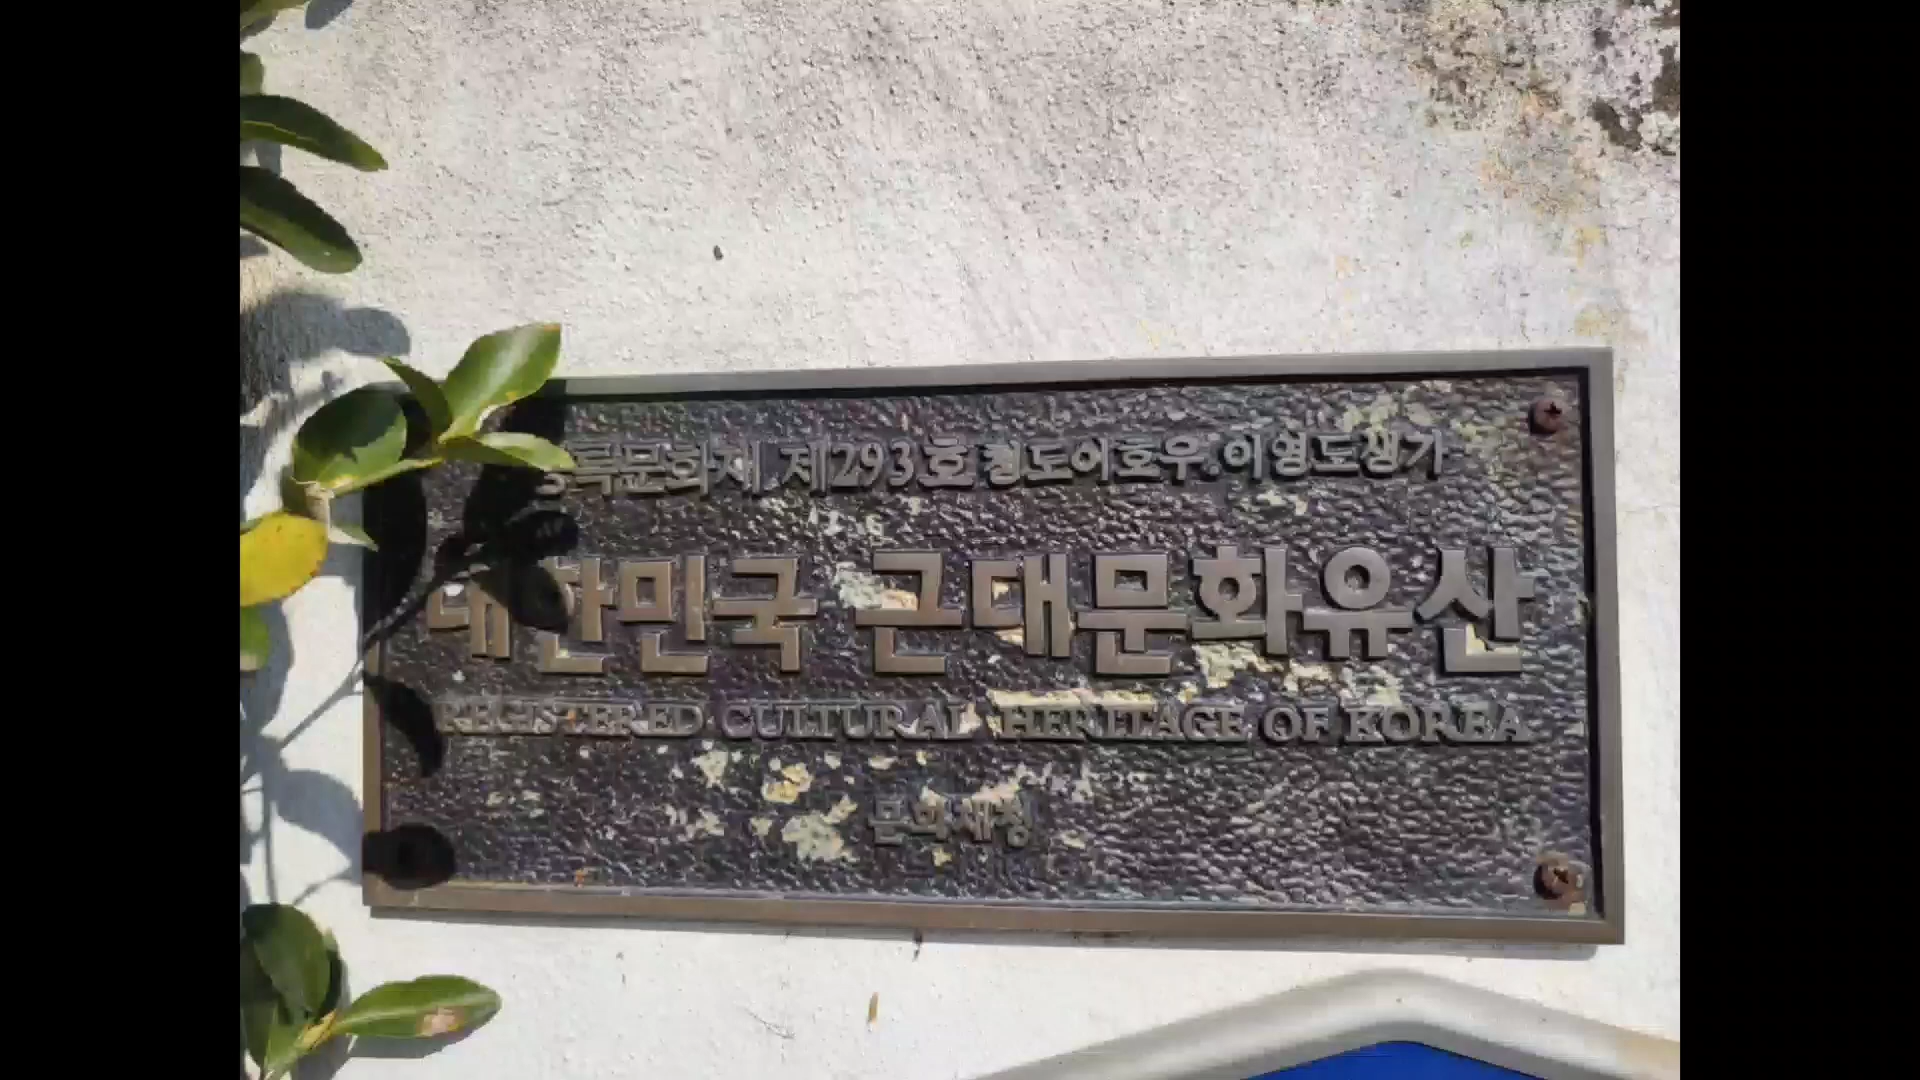 등록문화재 제293호 청도이호우.이영도생가
대한민국 근대문화유산
REGISTERED CULTURAL HERITAGE OF KOREA
문화재청